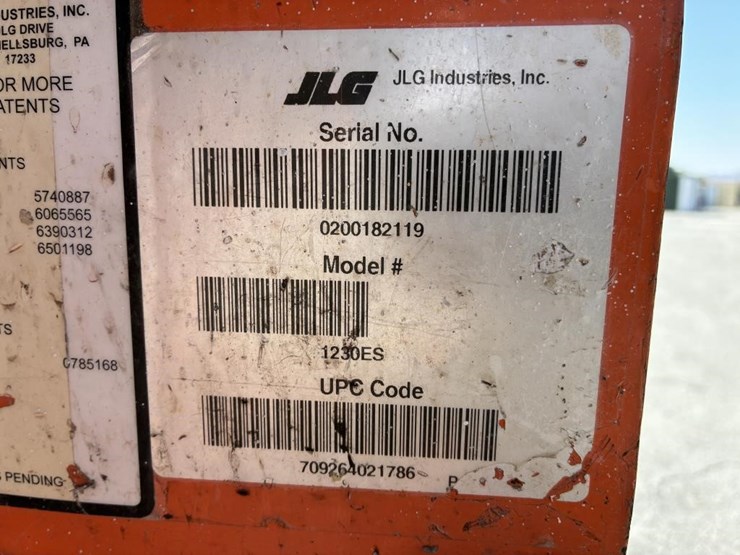 USTRIES, INC.
LG DRIVE
ELLSBURG, PA
17233
OR MORE
ATENTS
NTS
5740887
6065565
6390312
6501198
TS
0785168
PENDING
JLG JLG Industries, Inc.
Serial No.
0200182119
Model #
1230ES
UPC Code
709264021786
P